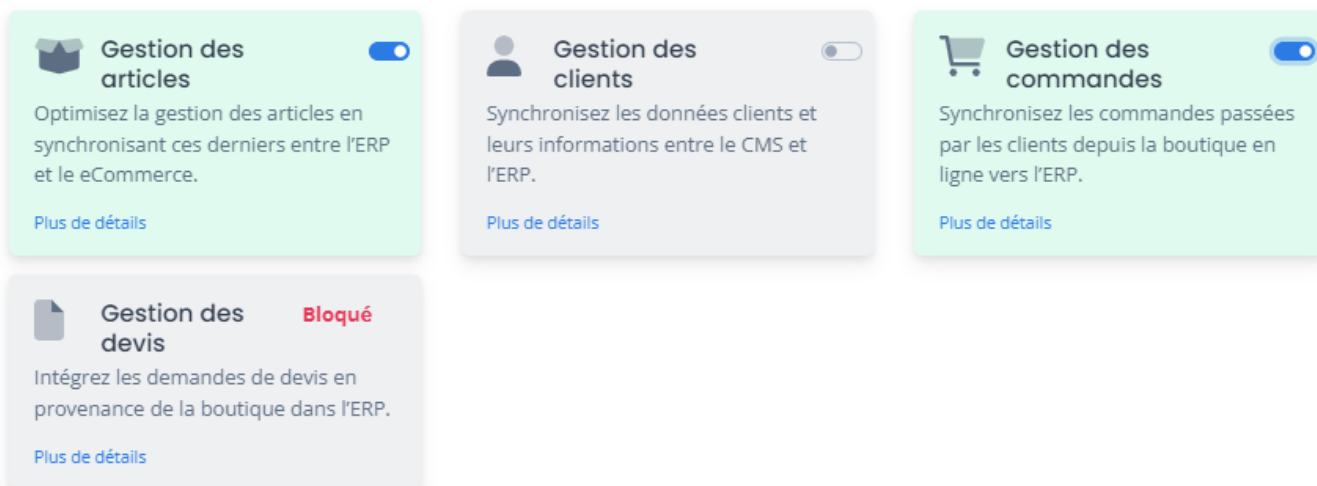 Gestion des
articles
Optimisez la gestion des articles en
synchronisant ces derniers entre l'ERP
et le eCommerce.
Plus de détails
Gestion des
clients
Synchronisez les données clients et
leurs informations entre le CMS et
l'ERP.
Plus de détails
Gestion des
commandes
Synchronisez les commandes passées
par les clients depuis la boutique en
ligne vers l'ERP.
Plus de détails
Gestion des
devis
Bloqué
Intégrez les demandes de devis en
provenance de la boutique dans l'ERP.
Plus de détails